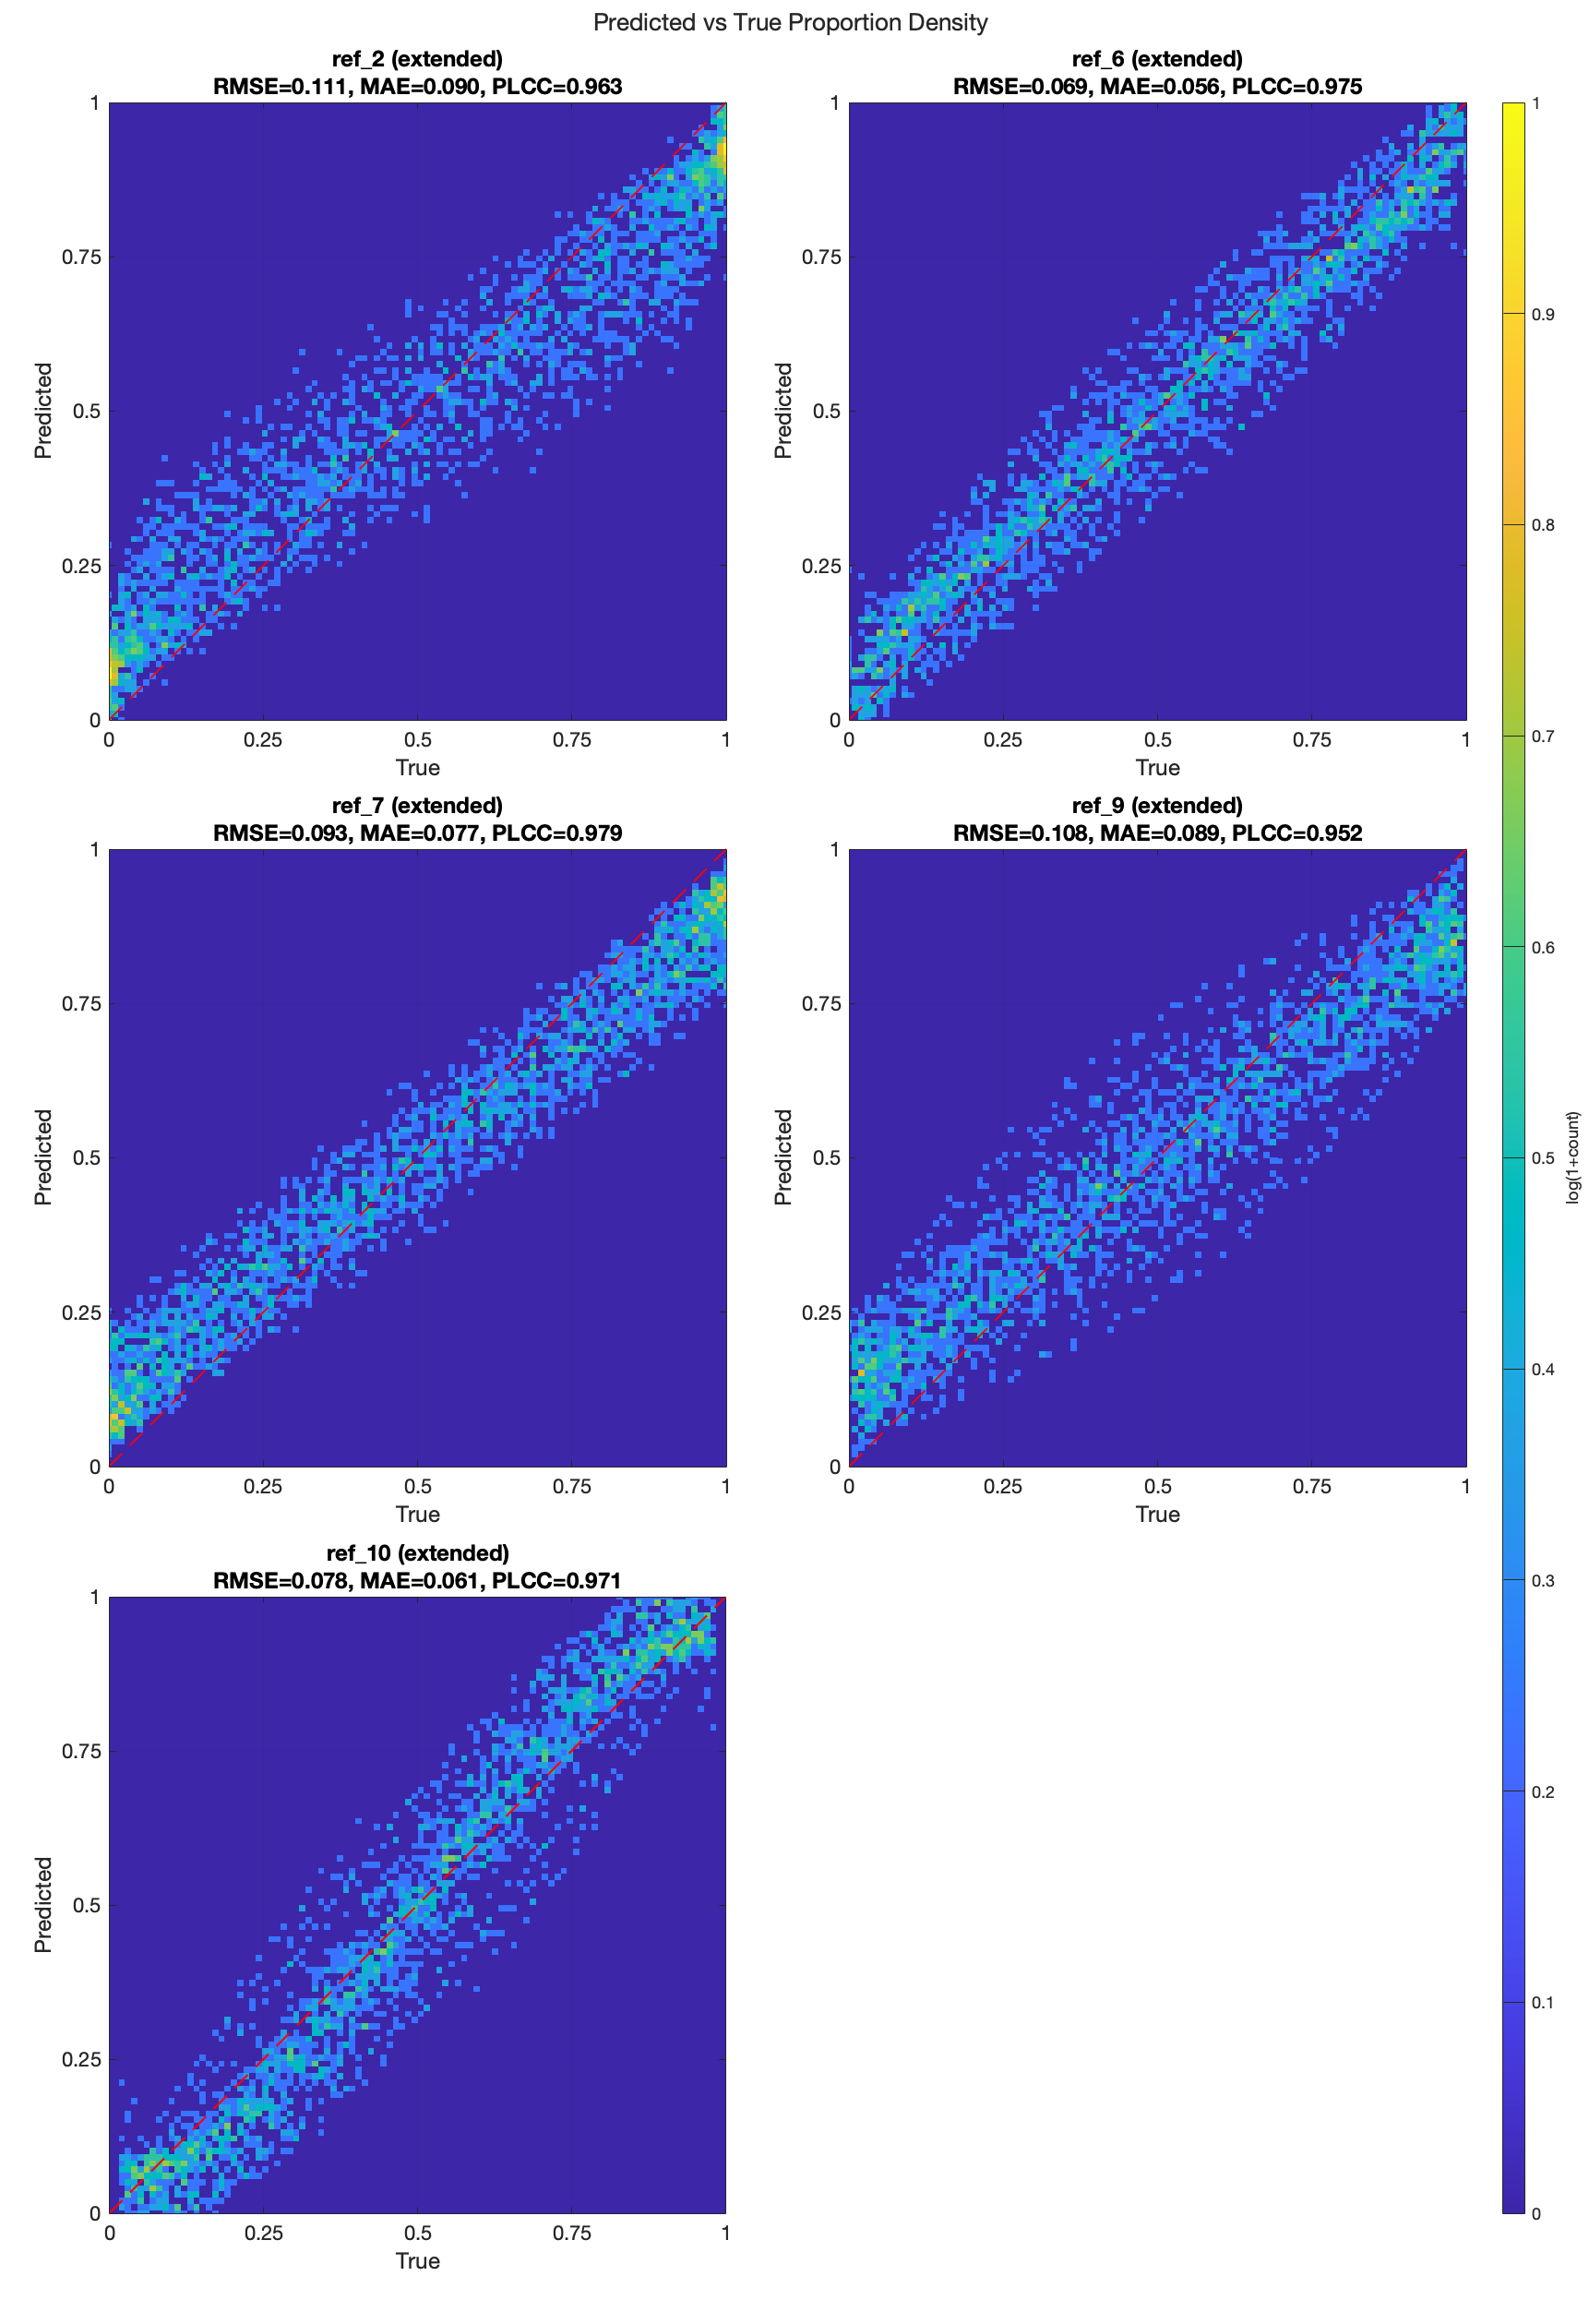 Predicted vs True Proportion Density
ref_2 (extended)
RMSE=0.111, MAE=0.090, PLCC=0.963
1
0.75
0.5
0.25
0
Predicted
0 0.25 0.5 0.75 1
True
ref_6 (extended)
RMSE=0.069, MAE=0.056, PLCC=0.975
1
0.75
0.5
0.25
0
Predicted
0 0.25 0.5 0.75 1
True
ref_7 (extended)
RMSE=0.093, MAE=0.077, PLCC=0.979
1
0.75
0.5
0.25
0
Predicted
0 0.25 0.5 0.75 1
True
ref_9 (extended)
RMSE=0.108, MAE=0.089, PLCC=0.952
1
0.75
0.5
0.25
0
Predicted
0 0.25 0.5 0.75 1
True
ref_10 (extended)
RMSE=0.078, MAE=0.061, PLCC=0.971
1
0.75
0.5
0.25
0
Predicted
0 0.25 0.5 0.75 1
True
1
0.9
0.8
0.7
0.6
0.5
0.4
0.3
0.2
0.1
0
log(1+count)